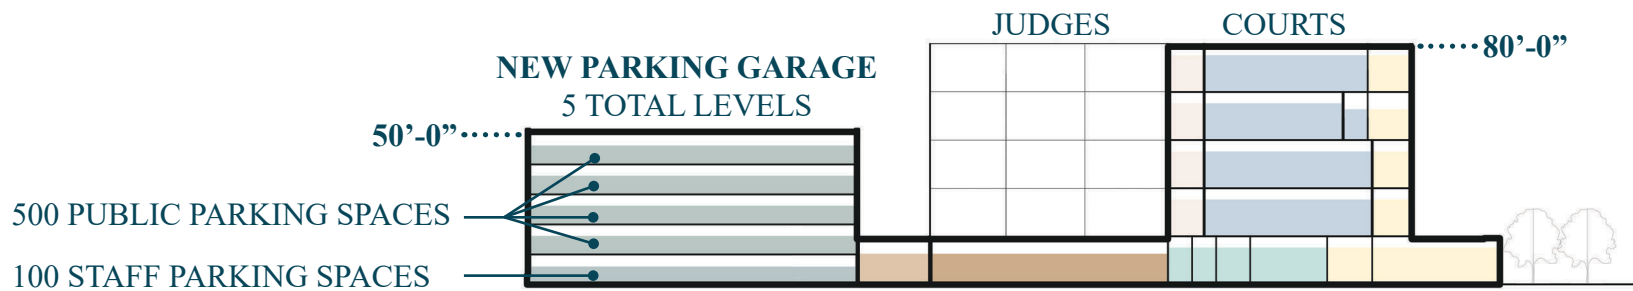 JUDGES
COURTS
80’-0”
NEW PARKING GARAGE
5 TOTAL LEVELS
50’-0”
500 PUBLIC PARKING SPACES
100 STAFF PARKING SPACES